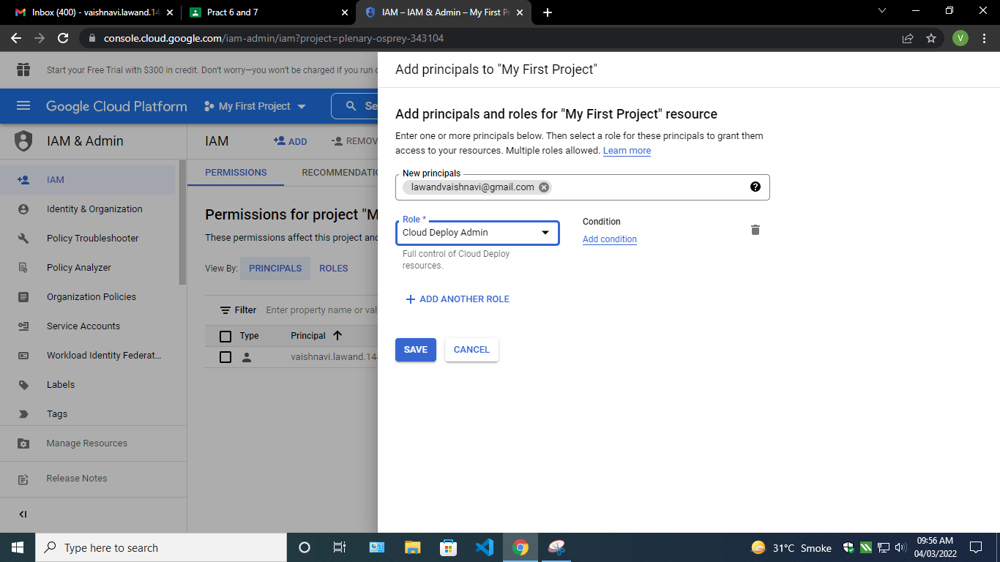 Inbox (400) - vaishnavi.lawand.14
Pract 6 and 7
IAM – IAM & Admin – My First P
console.cloud.google.com/iam-admin/iam?project=plenary-osprey-343104
V
Start your Free Trial with $300 in credit. Don't worry—you won't be charged if you run
Google Cloud Platform
My First Project
Se
IAM & Admin
IAM
Identity & Organization
Policy Troubleshooter
Policy Analyzer
Organization Policies
Service Accounts
Workload Identity Federat...
Labels
Tags
Manage Resources
Release Notes
IAM
ADD
REMOV
PERMISSIONS
RECOMMENDATIO
Permissions for project "M
These permissions affect this project and
View By:
PRINCIPALS
ROLES
Filter
Enter property name or val
Type
Principal
vaishnavi.lawand.14
Add principals to "My First Project"
Add principals and roles for "My First Project" resource
Enter one or more principals below. Then select a role for these principals to grant them
access to your resources. Multiple roles allowed. Learn more
New principals
lawandvaishnavi@gmail.com
Role *
Cloud Deploy Admin
Full control of Cloud Deploy
resources.
Condition
Add condition
ADD ANOTHER ROLE
SAVE
CANCEL
Type here to search
31°C Smoke
09:56 AM
04/03/2022